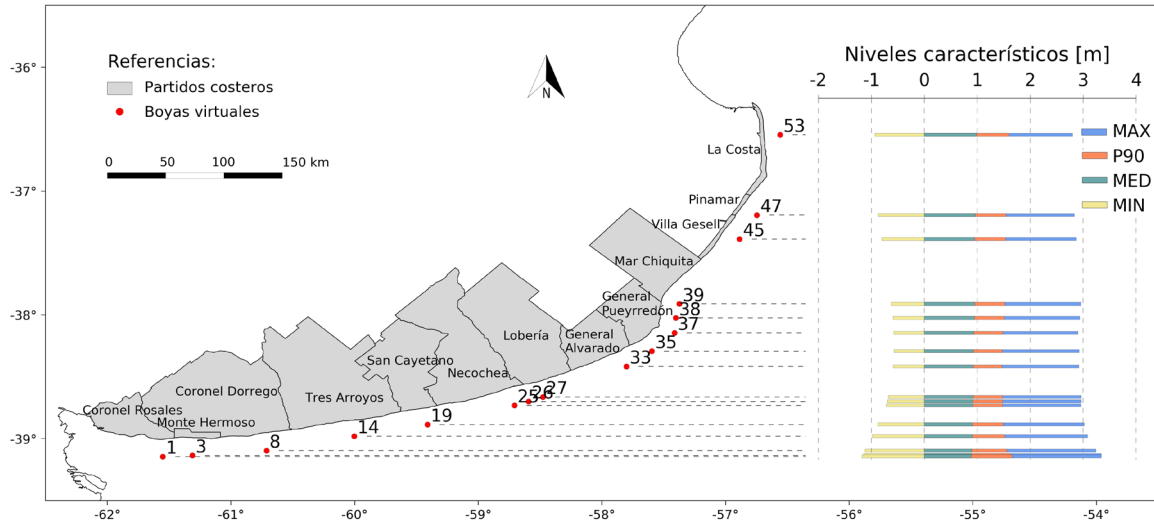 Niveles característicos [m]
-2 -1 0 1 2 3 4
Referencias:
Partidos costeros
Boyas virtuales
0 50 100 150 km
N
MAX
P90
MED
MIN
-36°
-37°
-38°
-39°
53
La Costa
Pinamar
47
Villa Gesell
45
Mar Chiquita
39
General
Pueyrredón
38
37
Lobería
General
Alvarado
35
33
San Cayetano
Necochea
Coronel Dorrego
Tres Arroyos
27
26
25
Coronel Rosales
Monte Hermoso
19
14
8
3
1
-62 -61 -60 -59 -58 -57 -56° -55° -54°